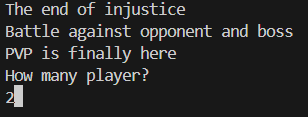 The end of injustice
Battle against opponent and boss
PVP is finally here
How many player?
2